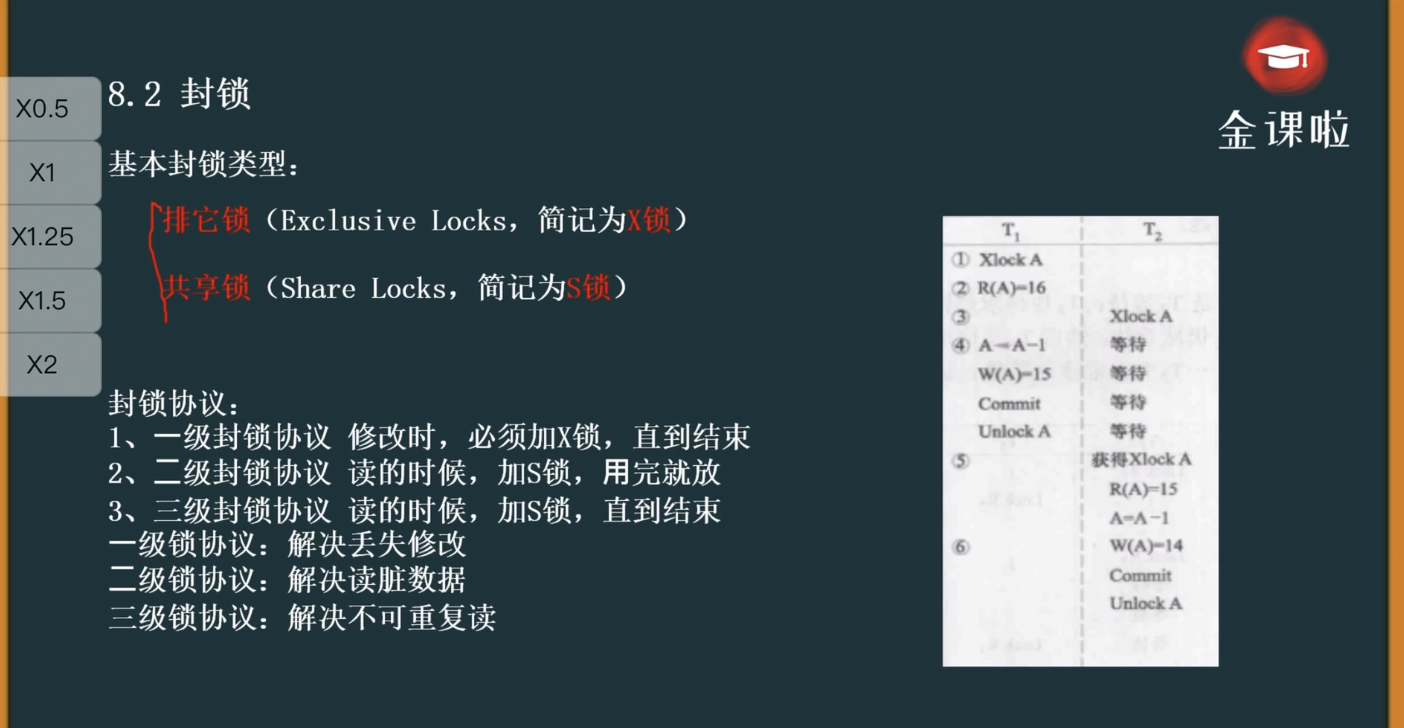 金课啦
X0.5
X1
X1.25
X1.5
X2
8.2 封锁
基本封锁类型:
排它锁（Exclusive Locks，简记为X锁）
共享锁（Share Locks，简记为S锁）
封锁协议:
1、一级封锁协议 修改时，必须加X锁，直到结束
2、二级封锁协议 读的时候，加S锁，用完就放
3、三级封锁协议 读的时候，加S锁，直到结束
一级锁协议: 解决丢失修改
二级锁协议: 解决读脏数据
三级锁协议: 解决不可重复读
T₁ T₂
① Xlock A
② R(A)=16
③ Xlock A
④ A←A-1 等待
W(A)=15 等待
Commit 等待
Unlock A 等待
⑤ 获得Xlock A
R(A)=15
A=A-1
⑥ W(A)=14
Commit
Unlock A